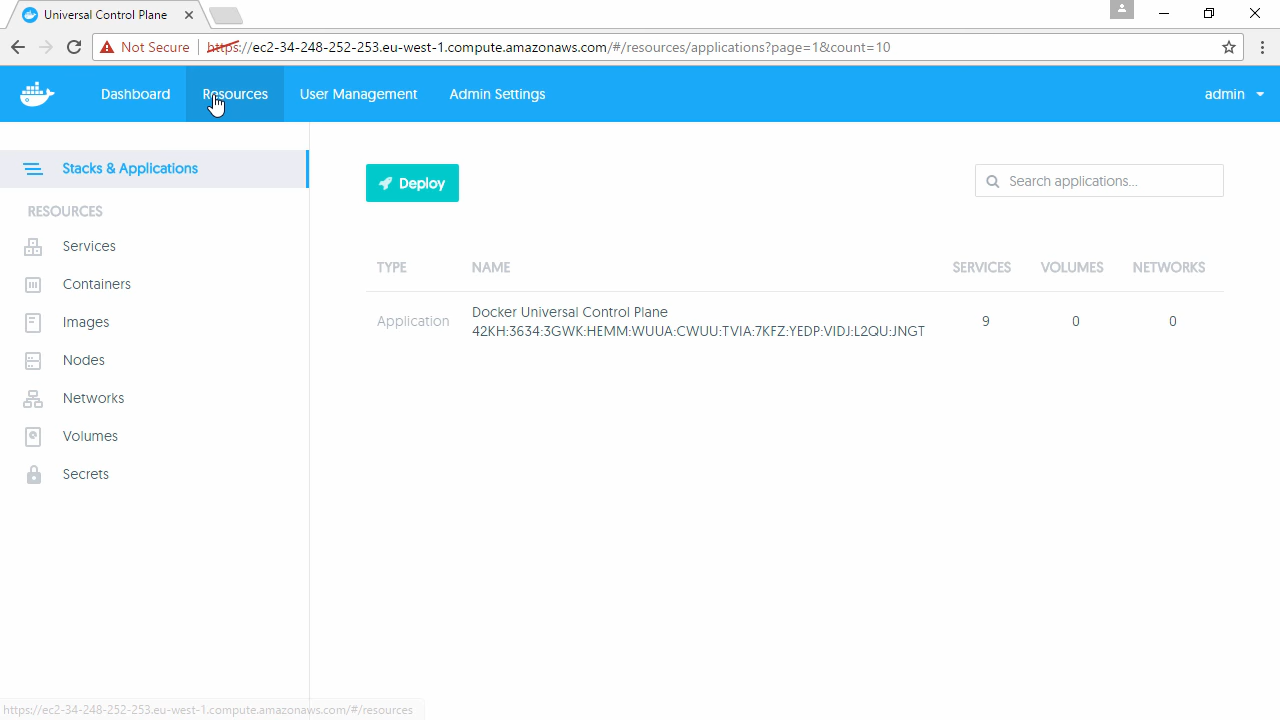 Universal Control Plane
Not Secure
https://ec2-34-248-252-253.eu-west-1.compute.amazonaws.com/#/resources/applications?page=1&count=10
Dashboard
Resources
User Management
Admin Settings
admin
Stacks & Applications
RESOURCES
Services
Containers
Images
Nodes
Networks
Volumes
Secrets
Deploy
Search applications...
TYPE NAME SERVICES VOLUMES NETWORKS
Application Docker Universal Control Plane 9 0 0
42KH:3634:3GWK:HEMM:WUUA:CWUU:TVIA:7KFZ:YEDP:VIDJ:L2QU:JNGT
https://ec2-34-248-252-253.eu-west-1.compute.amazonaws.com/#/resources